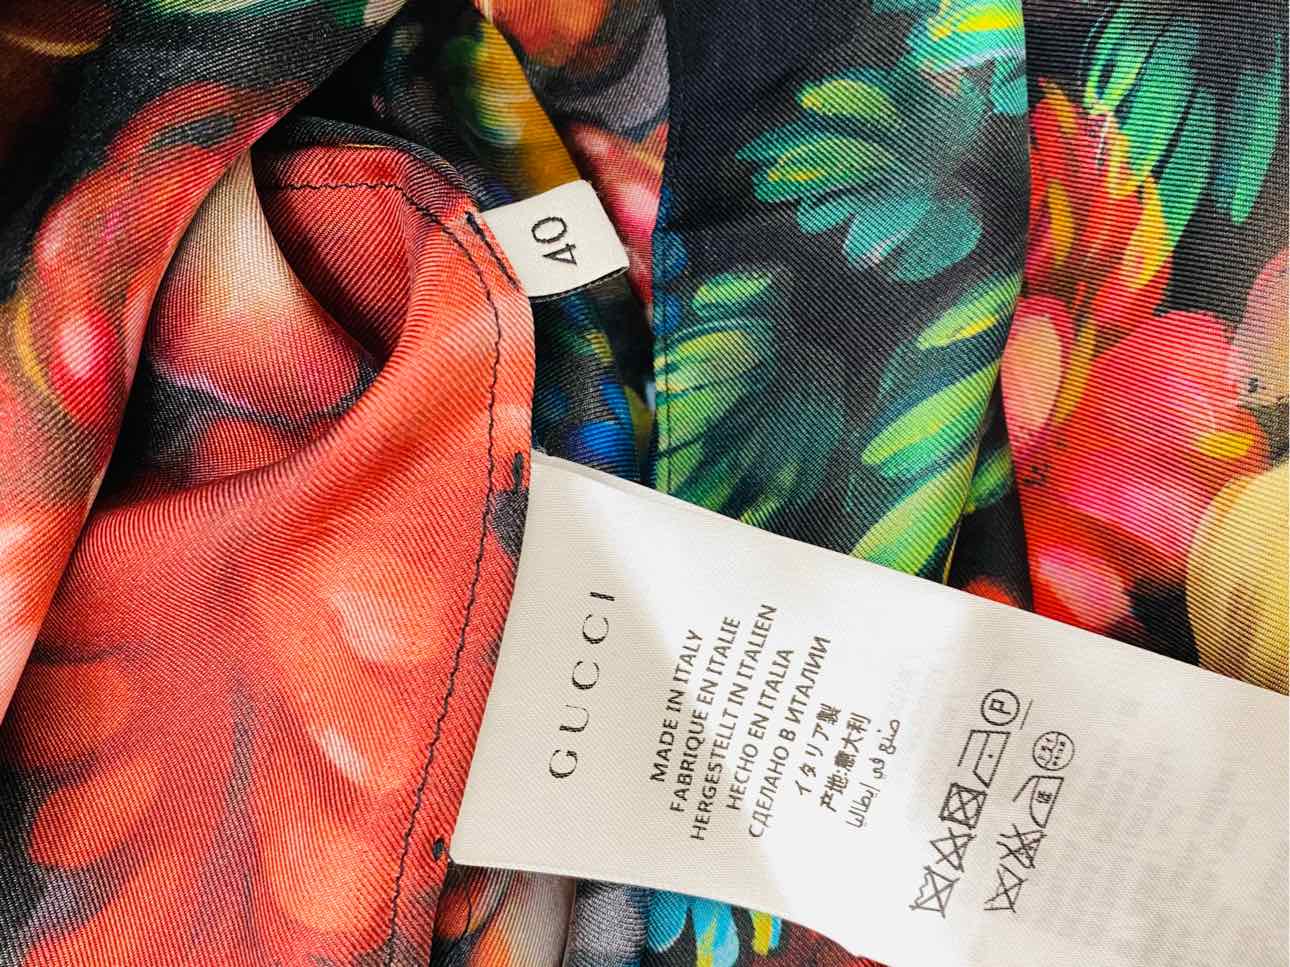 40
GUCCI
MADE IN ITALY
FABRIQUE EN ITALIE
HERGESTELLT IN ITALIEN
HECHO EN ITALIA
СДЕЛАНО В ИТАЛИИ
イタリア製
产地:意大利
صنع في إيطاليا
P